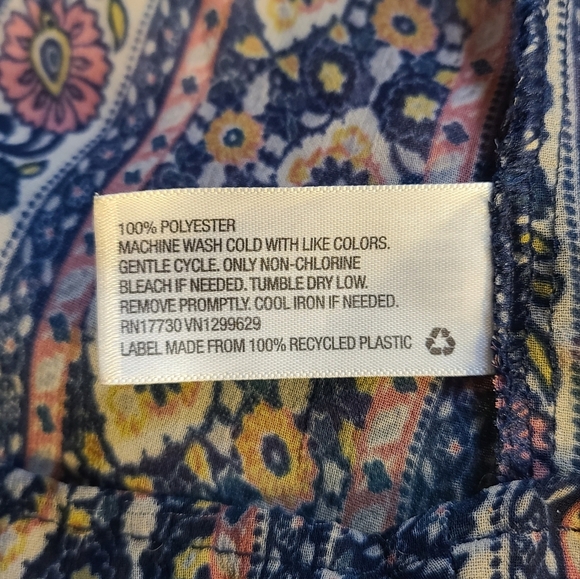 100% POLYESTER
MACHINE WASH COLD WITH LIKE COLORS.
GENTLE CYCLE. ONLY NON-CHLORINE
BLEACH IF NEEDED. TUMBLE DRY LOW.
REMOVE PROMPTLY. COOL IRON IF NEEDED.
RN17730 VN1299629
LABEL MADE FROM 100% RECYCLED PLASTIC